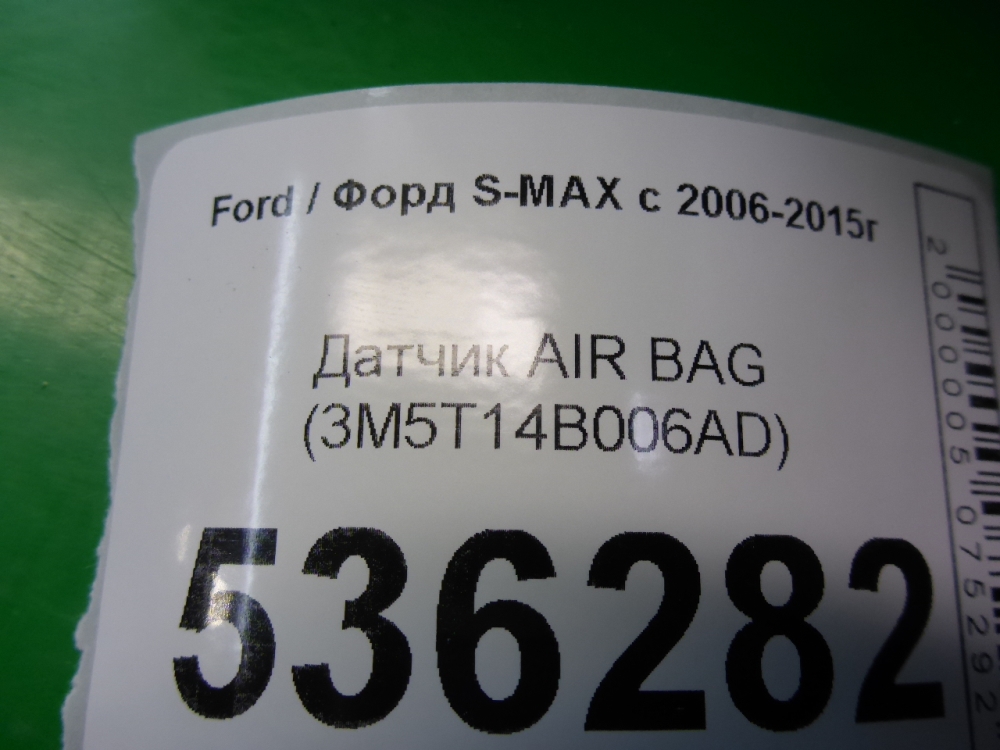 Ford / Форд S-MAX с 2006-2015г
Датчик AIR BAG
(3M5T14B006AD)
536282
2000005075292